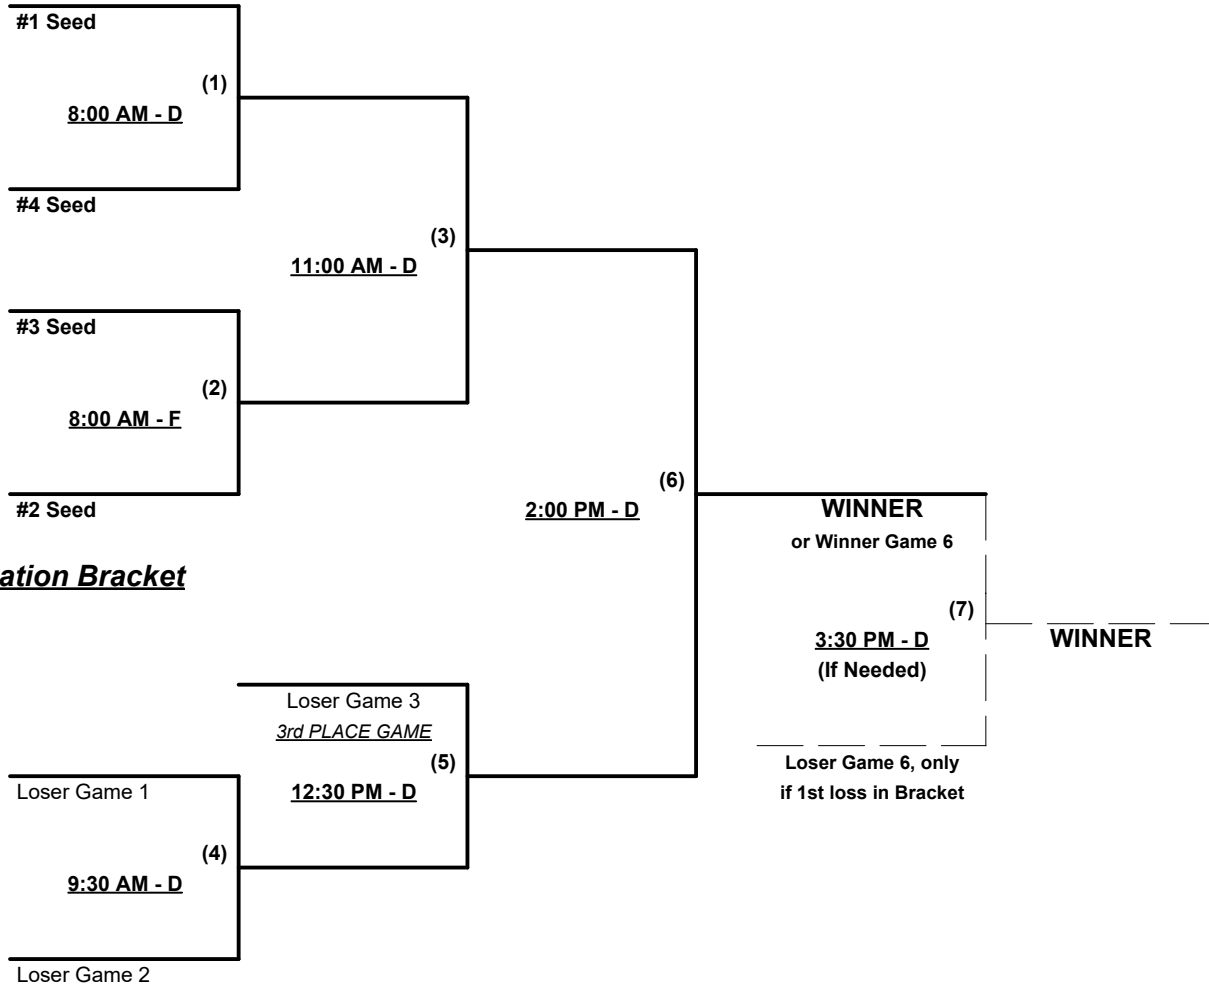 #1 Seed
(1)
8:00 AM - D
#4 Seed
(3)
11:00 AM - D
#3 Seed
(2)
8:00 AM - F
#2 Seed
(6)
2:00 PM - D
WINNER
or Winner Game 6
ation Bracket
(7)
3:30 PM - D
(If Needed)
WINNER
Loser Game 3
3rd PLACE GAME
(5)
12:30 PM - D
Loser Game 6, only
if 1st loss in Bracket
Loser Game 1
(4)
9:30 AM - D
Loser Game 2